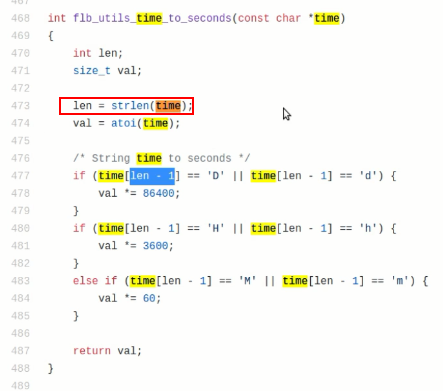 467
468 int flb_utils_time_to_seconds(const char *time)
469 {
470     int len;
471     size_t val;
472
473     len = strlen(time);
474     val = atoi(time);
475
476     /* String time to seconds */
477     if (time[len - 1] == 'D' || time[len - 1] == 'd') {
478         val *= 86400;
479     }
480     if (time[len - 1] == 'H' || time[len - 1] == 'h') {
481         val *= 3600;
482     }
483     else if (time[len - 1] == 'M' || time[len - 1] == 'm') {
484         val *= 60;
485     }
486
487     return val;
488 }
489